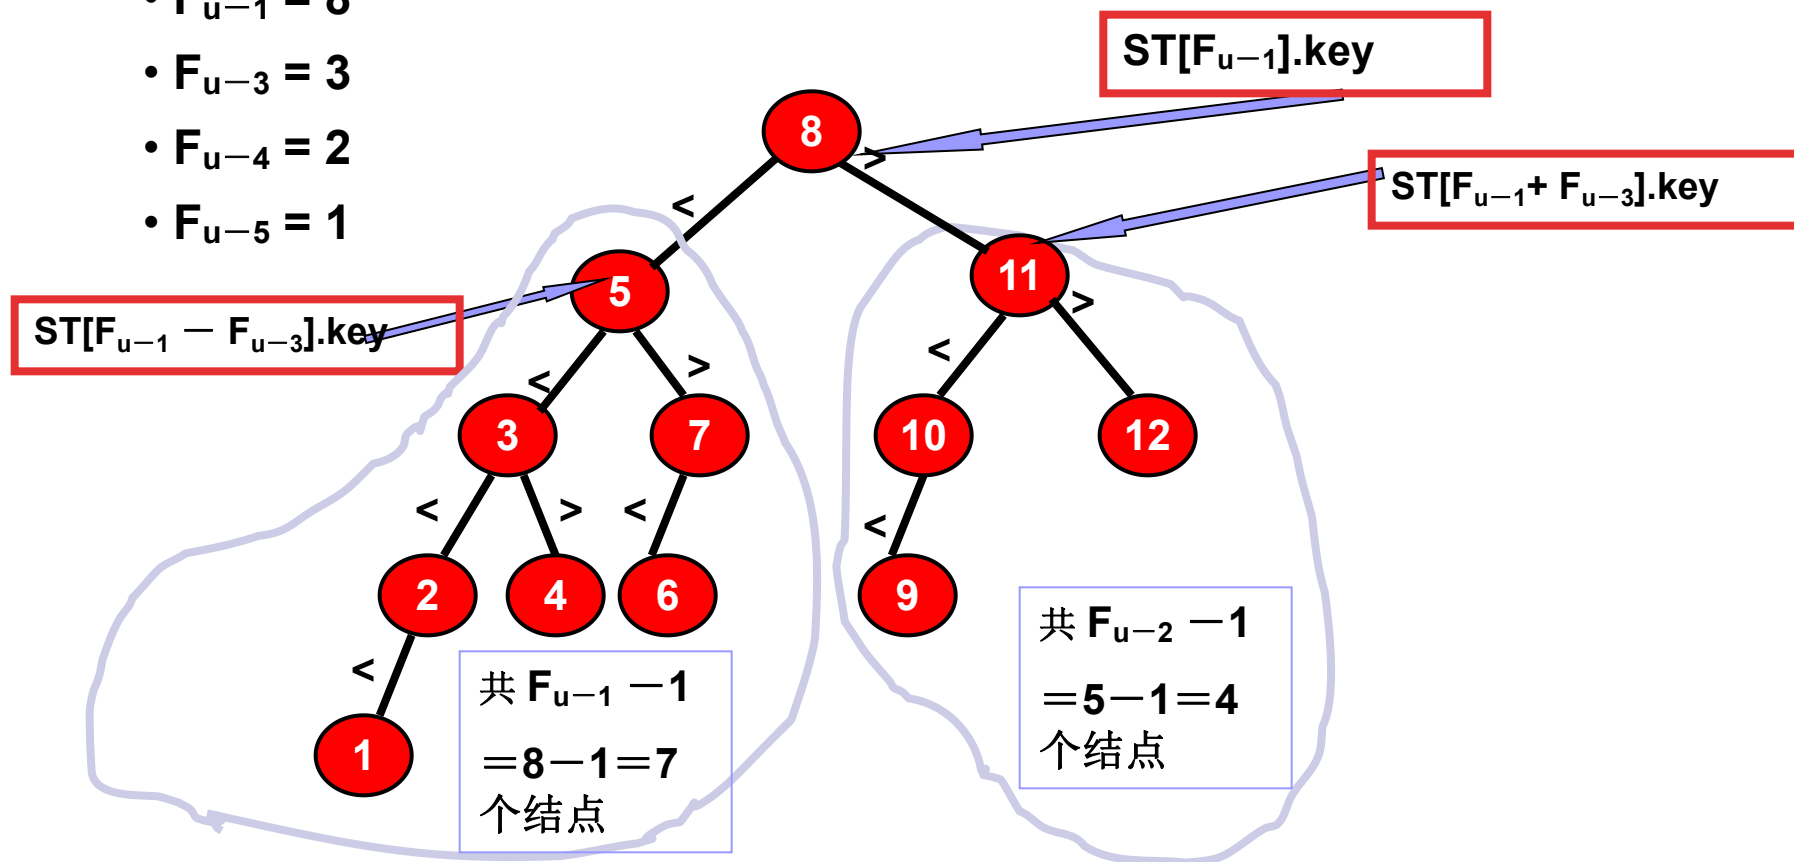 • Fu－1 = 8
• Fu－3 = 3
• Fu－4 = 2
• Fu－5 = 1
ST[Fu－1].key
ST[Fu－1+ Fu－3].key
ST[Fu－1 － Fu－3].key
8
<
>
5
11
<
>
<
>
3
7
10
12
<
>
<
<
2
4
6
9
<
1
共 Fu－1 －1
＝8－1＝7
个结点
共 Fu－2 －1
＝5－1＝4
个结点